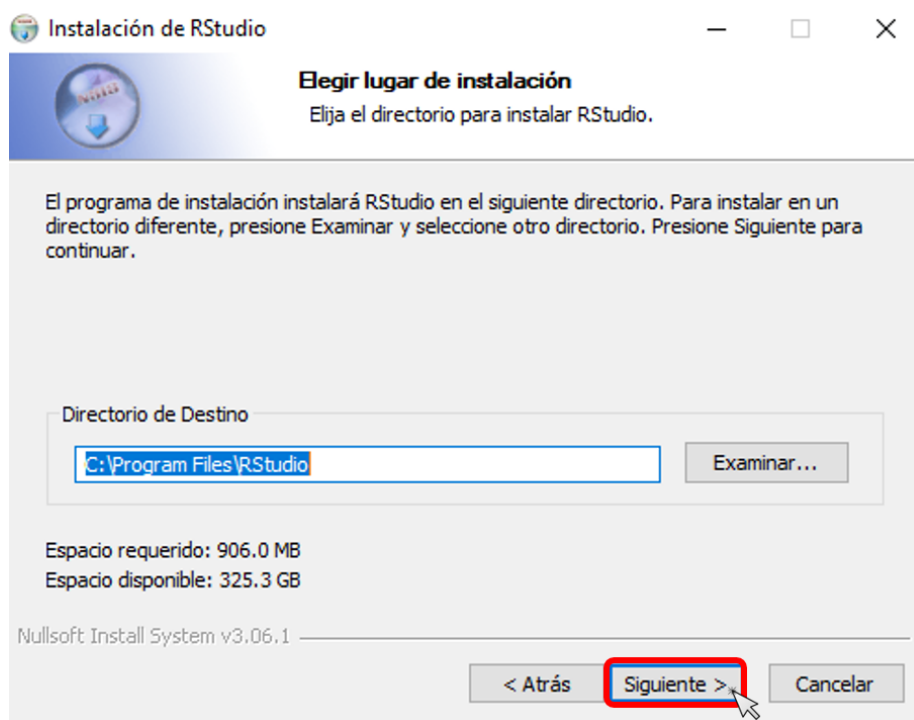 Instalación de RStudio
Elegir lugar de instalación
Elija el directorio para instalar RStudio.
El programa de instalación instalará RStudio en el siguiente directorio. Para instalar en un
directorio diferente, presione Examinar y seleccione otro directorio. Presione Siguiente para
continuar.
Directorio de Destino
C:\Program Files\RStudio
Examinar...
Espacio requerido: 906.0 MB
Espacio disponible: 325.3 GB
Nullsoft Install System v3.06.1
< Atrás
Siguiente >
Cancelar